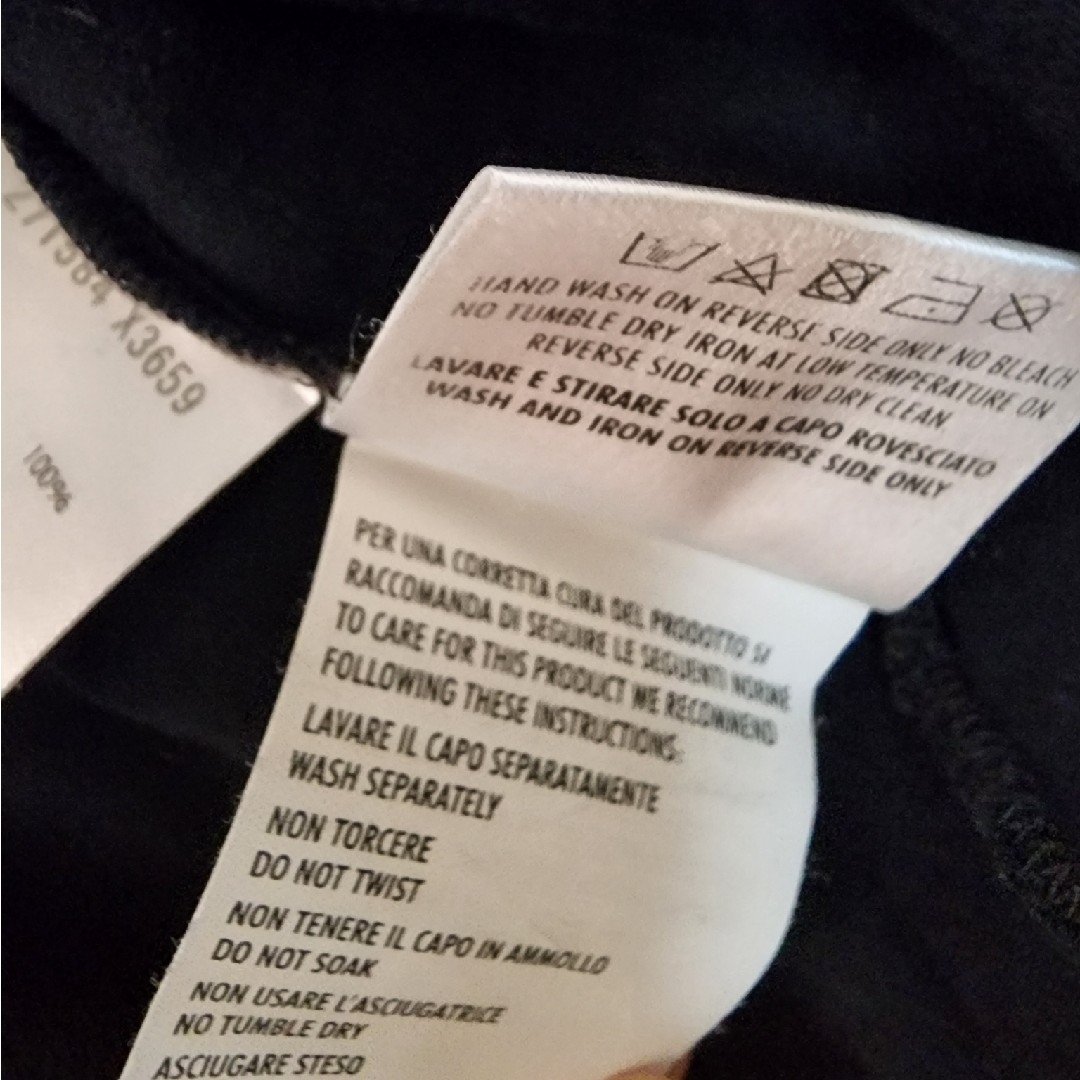 271584 X3659
100%
HAND WASH ON REVERSE SIDE ONLY NO BLEACH
NO TUMBLE DRY IRON AT LOW TEMPERATURE ON
REVERSE SIDE ONLY NO DRY CLEAN
LAVARE E STIRARE SOLO A CAPO ROVESCIATO
WASH AND IRON ON REVERSE SIDE ONLY
PER UNA CORRETTA CURA DEL PRODOTTO SI
RACCOMANDA DI SEGUIRE LE SEGUENTI NORME
TO CARE FOR THIS PRODUCT WE RECOMMEND
FOLLOWING THESE INSTRUCTIONS:
LAVARE IL CAPO SEPARATAMENTE
WASH SEPARATELY
NON TORCERE
DO NOT TWIST
NON TENERE IL CAPO IN AMMOLLO
DO NOT SOAK
NON USARE L'ASCIUGATRICE
NO TUMBLE DRY
ASCIUGARE STESO